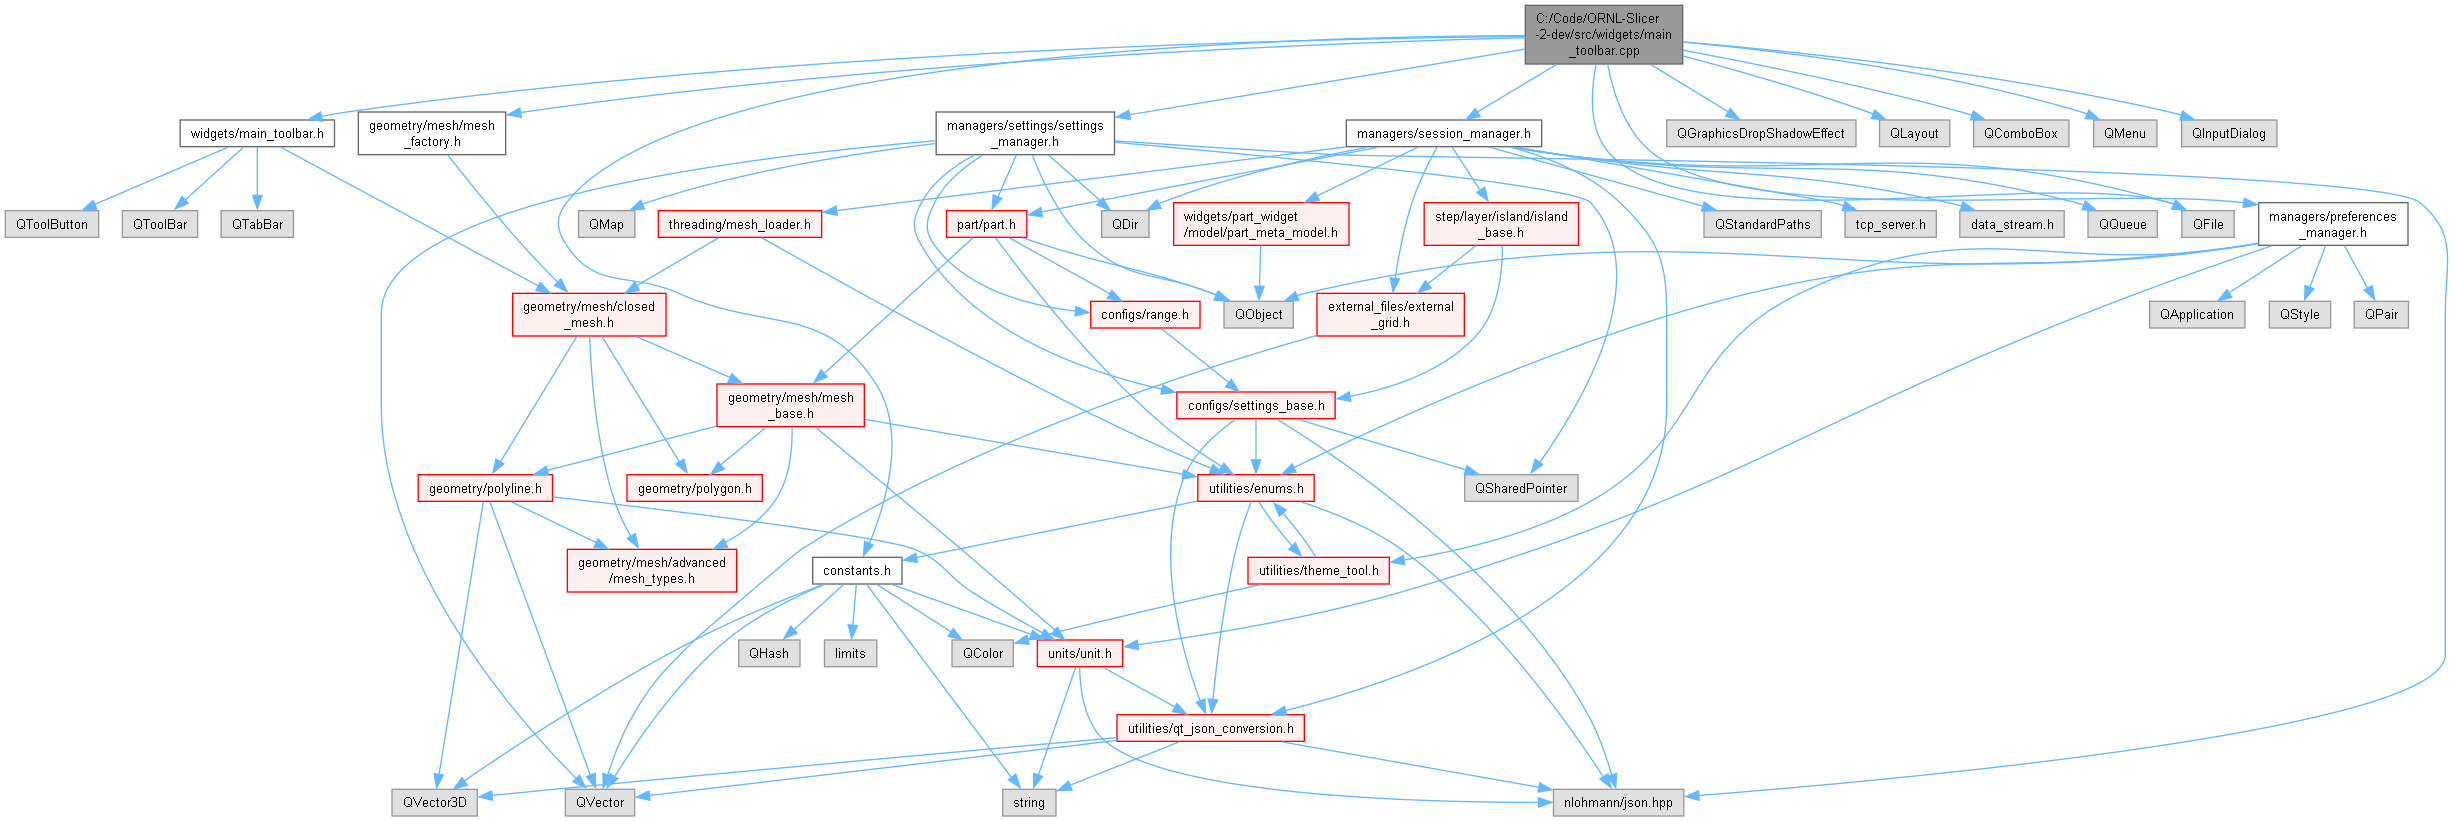 C:/Code/ORNL-Slicer
-2-dev/src/widgets/main
_toolbar.cpp
widgets/main_toolbar.h
geometry/mesh/mesh
_factory.h
managers/settings/settings
_manager.h
managers/session_manager.h
QGraphicsDropShadowEffect
QLayout
QComboBox
QMenu
QInputDialog
QToolButton
QToolBar
QTabBar
QMap
threading/mesh_loader.h
part/part.h
QDir
widgets/part_widget
/model/part_meta_model.h
step/layer/island/island
_base.h
QStandardPaths
tcp_server.h
data_stream.h
QQueue
QFile
managers/preferences
_manager.h
geometry/mesh/closed
_mesh.h
configs/range.h
QObject
external_files/external
_grid.h
QApplication
QStyle
QPair
geometry/mesh/mesh
_base.h
configs/settings_base.h
geometry/polyline.h
geometry/polygon.h
utilities/enums.h
QSharedPointer
geometry/mesh/advanced
/mesh_types.h
constants.h
utilities/theme_tool.h
QHash
limits
QColor
units/unit.h
utilities/qt_json_conversion.h
QVector3D
QVector
string
nlohmann/json.hpp